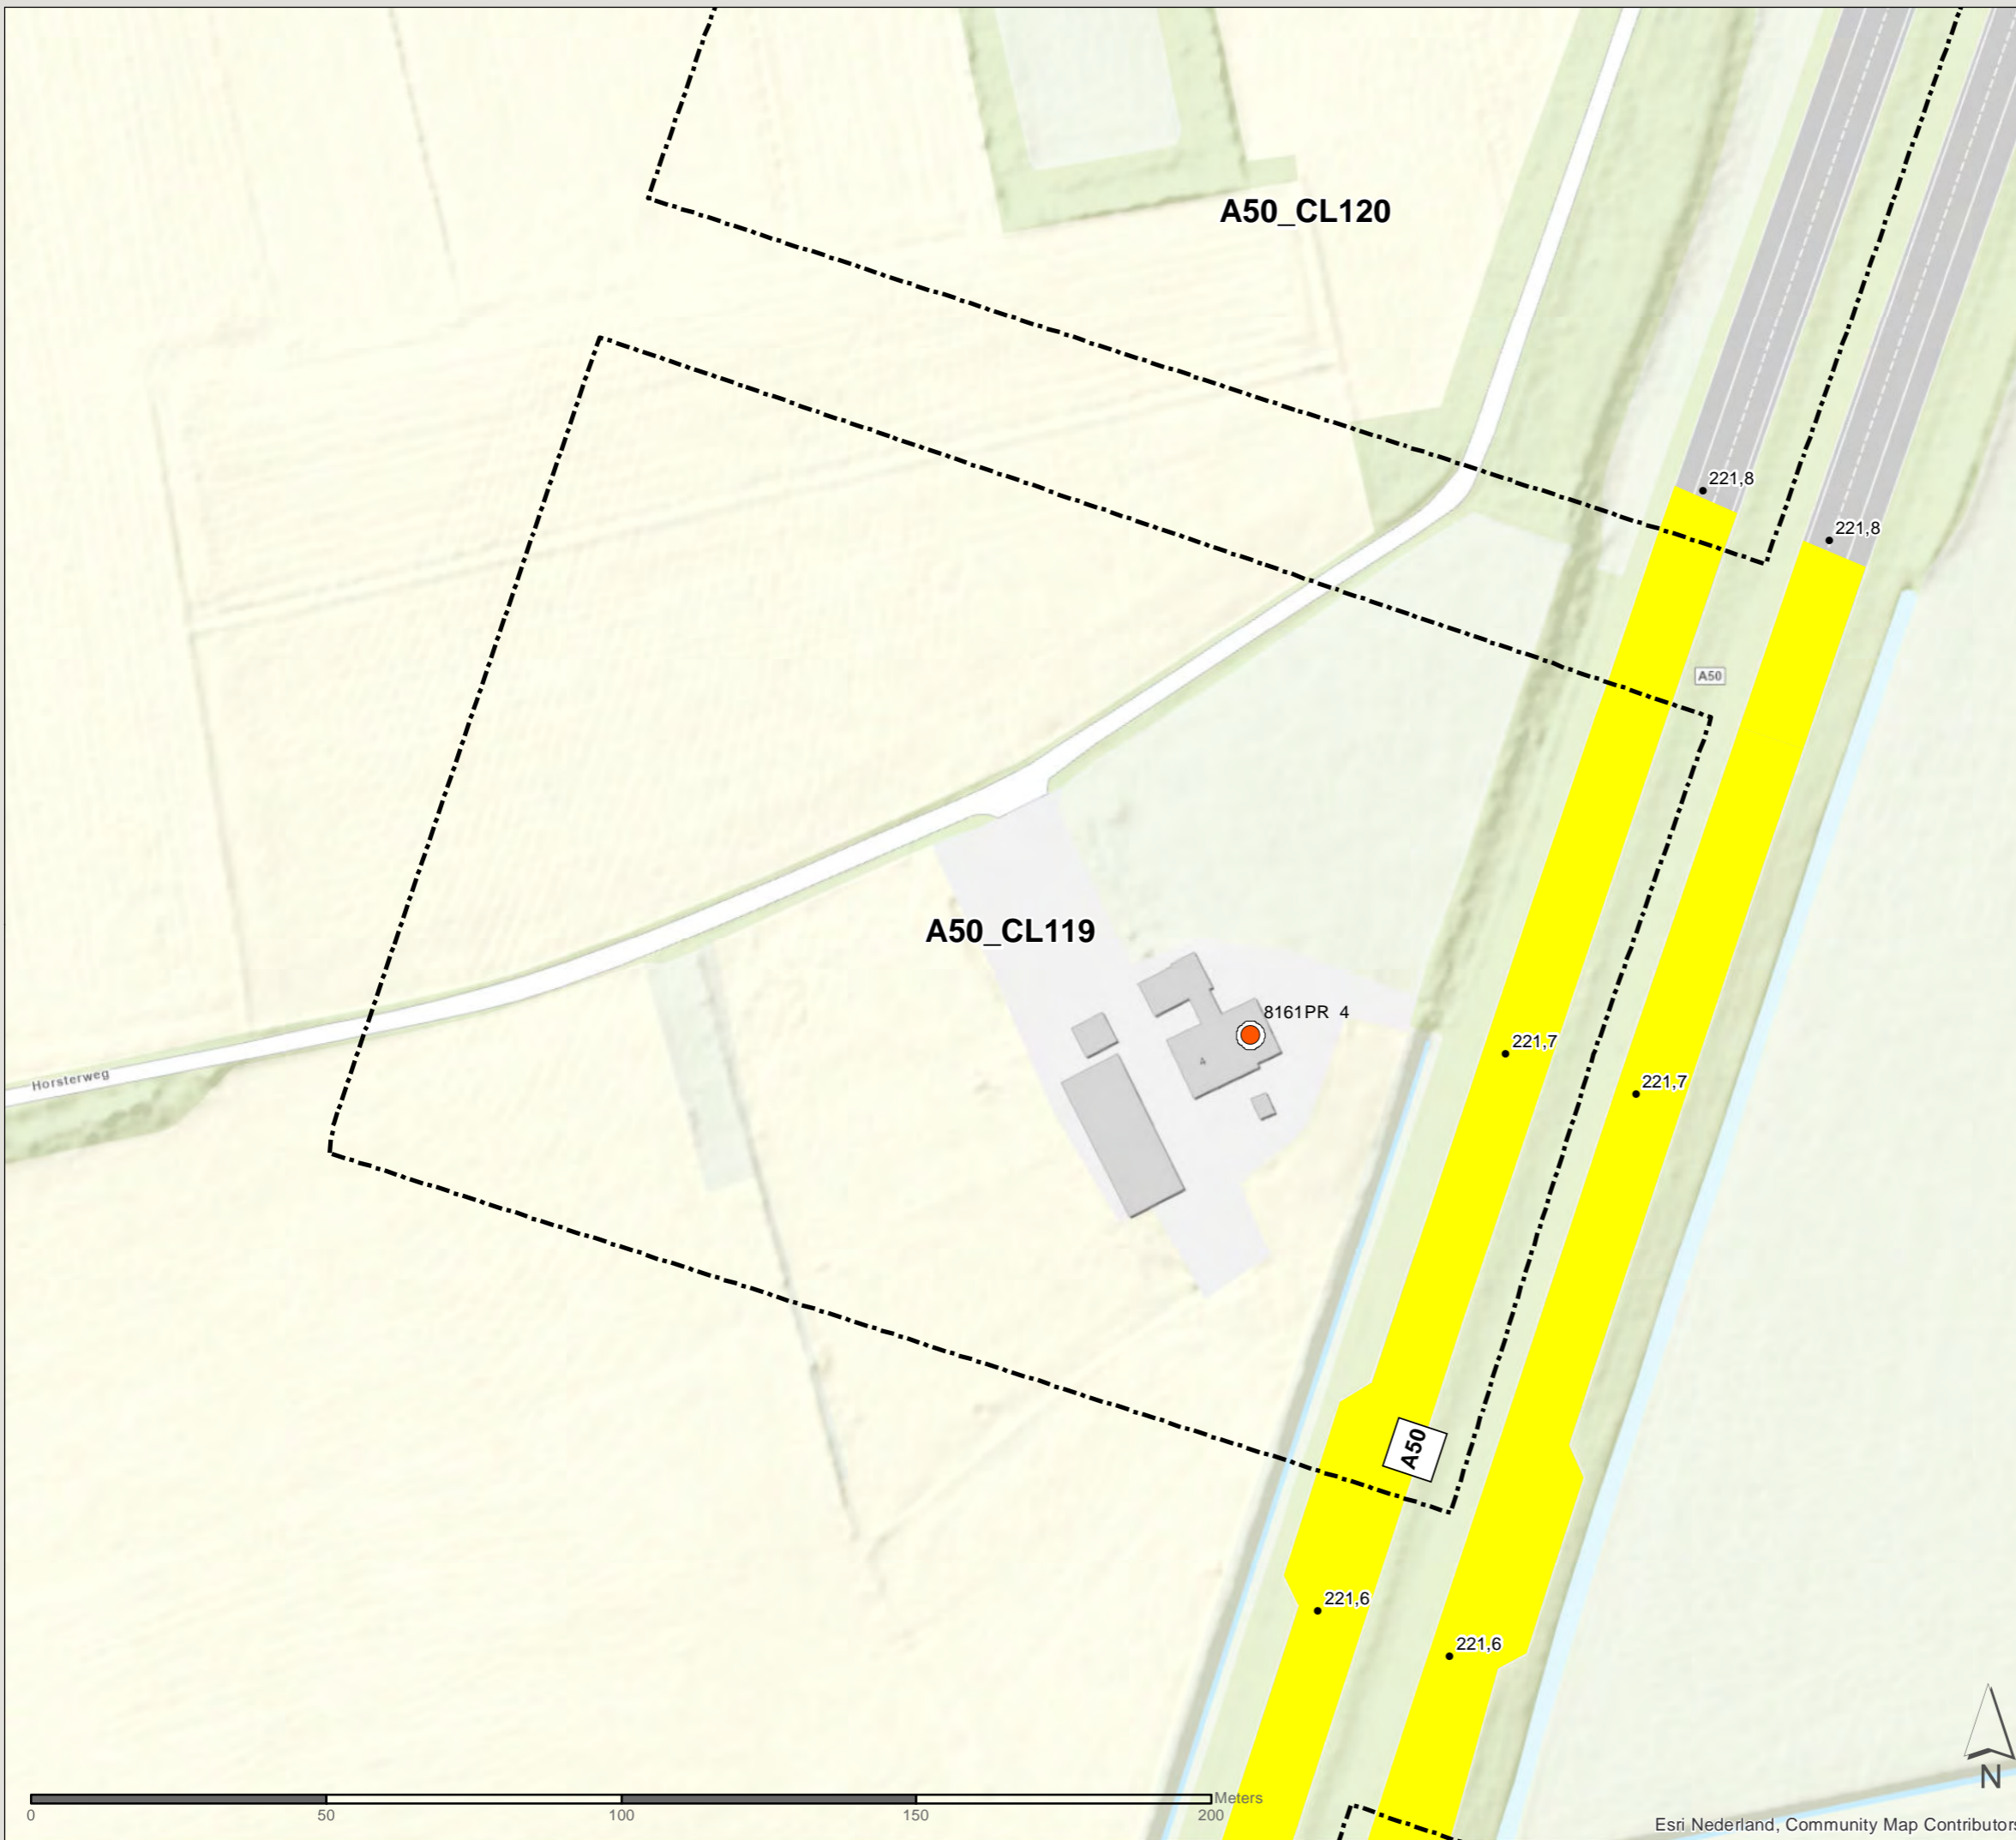 A50_CL120
221,8
221,8
A50
A50_CL119
8161PR 4
4
221,7
Horsterweg
221,7
A50
221,6
221,6
N
Meters
0 50 100 150 200
Esri Nederland, Community Map Contributors